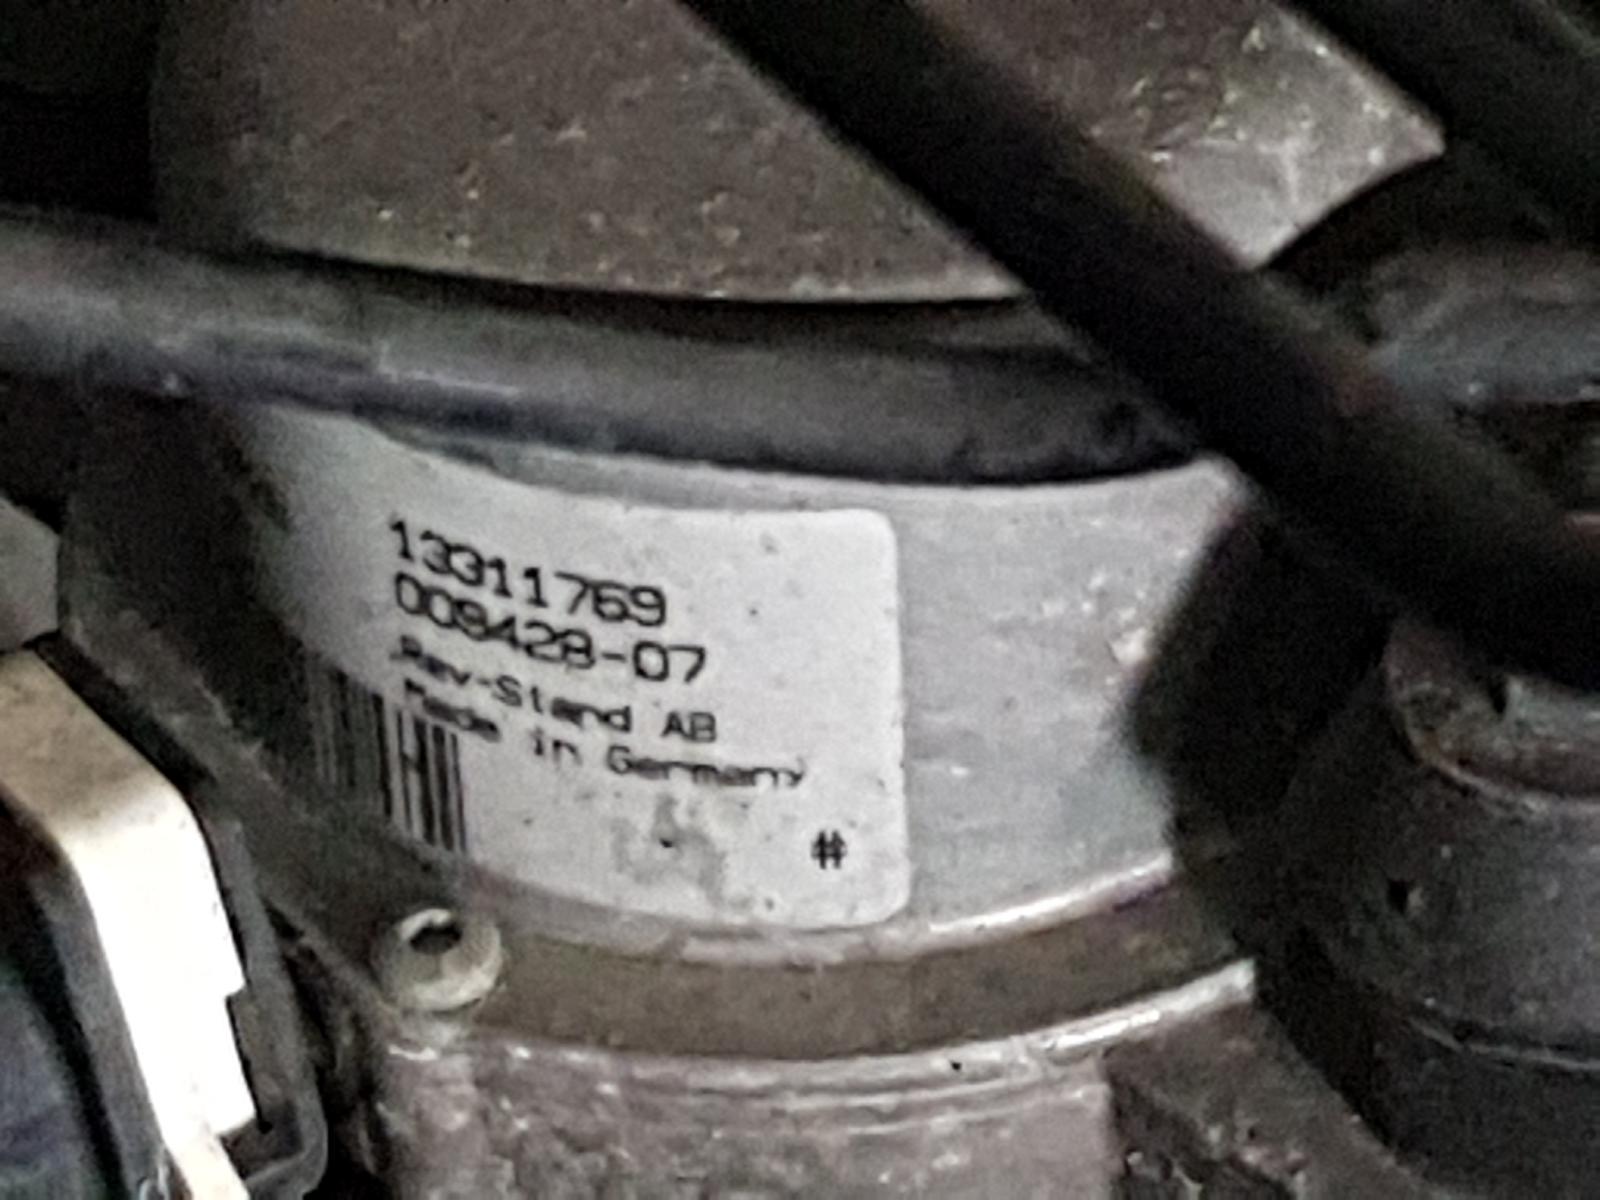 13311769
009428-07
Rev-Stand AB
Made in Germany
#